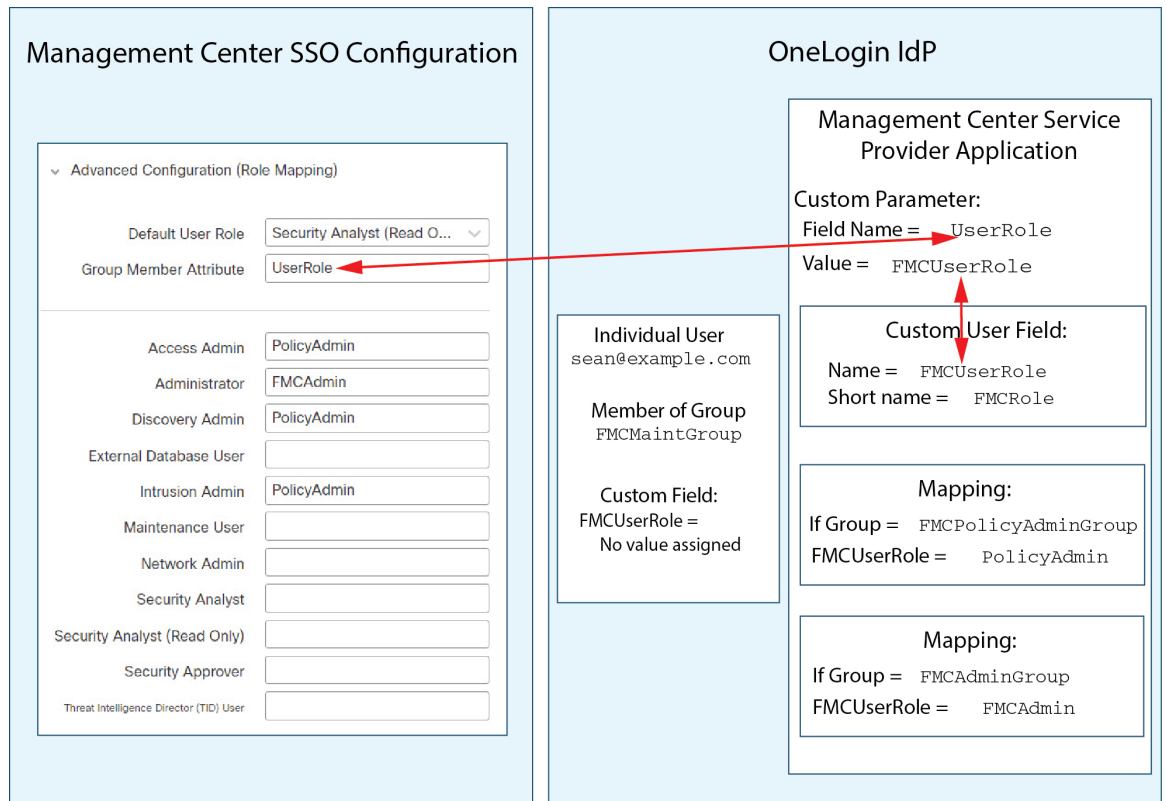 Management Center SSO Configuration
Advanced Configuration (Role Mapping)
Default User Role Security Analyst (Read O...
Group Member Attribute UserRole
Access Admin PolicyAdmin
Administrator FMCAdmin
Discovery Admin PolicyAdmin
External Database User
Intrusion Admin PolicyAdmin
Maintenance User
Network Admin
Security Analyst
Security Analyst (Read Only)
Security Approver
Threat Intelligence Director (TID) User
OneLogin IdP
Individual User
sean@example.com
Member of Group
FMCMaintGroup
Custom Field:
FMCUserRole =
No value assigned
Management Center Service
Provider Application
Custom Parameter:
Field Name = UserRole
Value = FMCUserRole
Custom User Field:
Name = FMCUserRole
Short name = FMCRole
Mapping:
If Group = FMCPolicyAdminGroup
FMCUserRole = PolicyAdmin
Mapping:
If Group = FMCAdminGroup
FMCUserRole = FMCAdmin